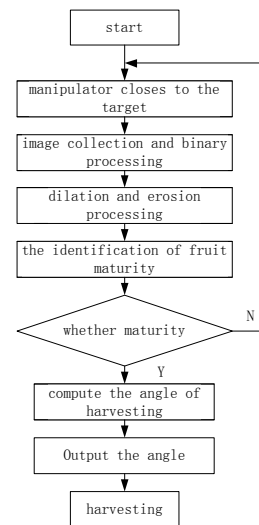 start
manipulator closes to the
target
image collection and binary
processing
dilation and erosion
processing
the identification of fruit
maturity
whether maturity
N
Y
compute the angle of
harvesting
Output the angle
harvesting